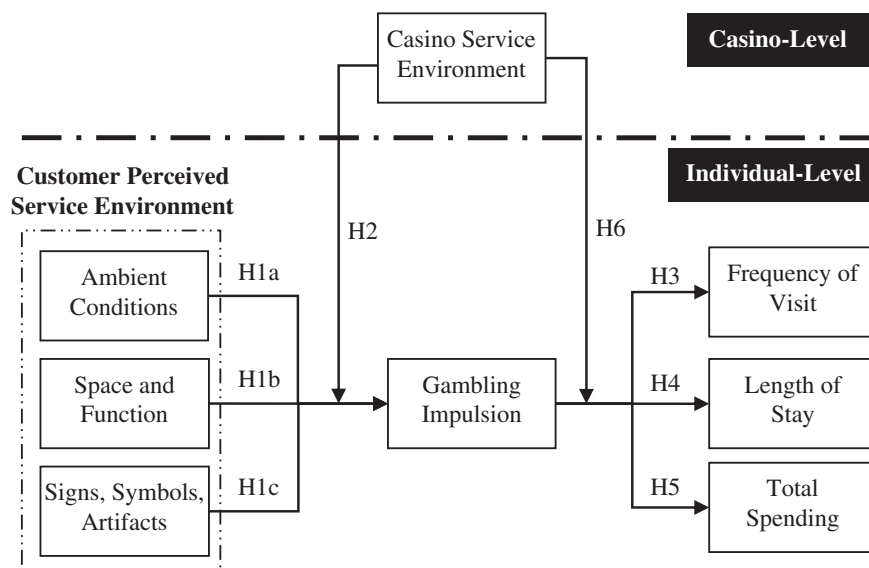 Casino Service
Environment
Casino-Level
Individual-Level
Customer Perceived
Service Environment
H2
H6
Ambient
Conditions
H1a
H3
Frequency of
Visit
Space and
Function
H1b
Gambling
Impulsion
H4
Length of
Stay
Signs, Symbols,
Artifacts
H1c
H5
Total
Spending